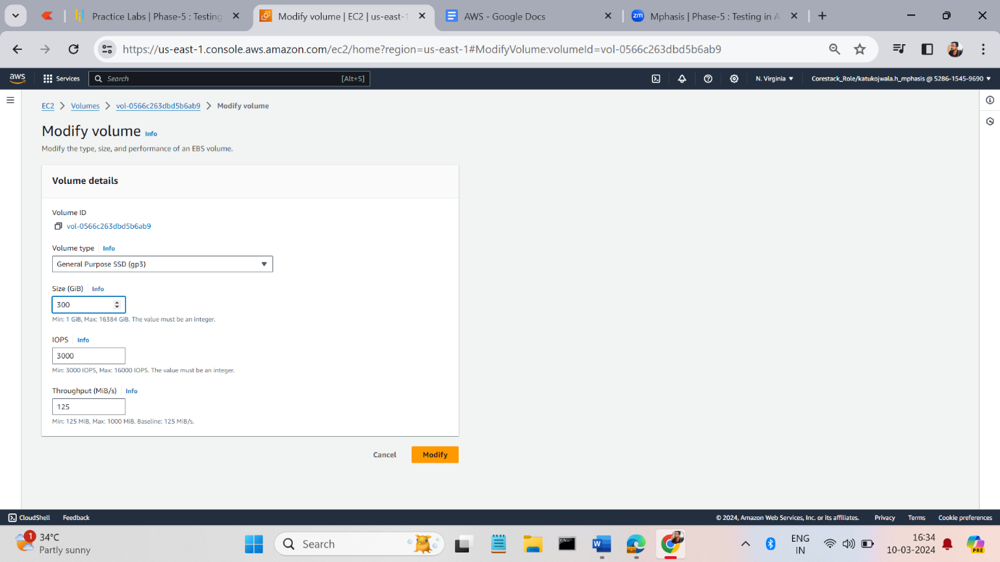 Practice Labs | Phase-5 : Testing
Modify volume | EC2 | us-east-1
AWS - Google Docs
zm
Mphasis | Phase-5 : Testing in A
https://us-east-1.console.aws.amazon.com/ec2/home?region=us-east-1#ModifyVolume:volumeId=vol-0566c263dbd5b6ab9
aws
Services
Search
[Alt+S]
N. Virginia
Corestack_Role/katukojwala.h_mphasis @ 5286-1545-9690
EC2
Volumes
vol-0566c263dbd5b6ab9
Modify volume
Modify volume Info
Modify the type, size, and performance of an EBS volume.
Volume details
Volume ID
vol-0566c263dbd5b6ab9
Volume type Info
General Purpose SSD (gp3)
Size (GiB) Info
300
Min: 1 GiB, Max: 16384 GiB. The value must be an integer.
IOPS Info
3000
Min: 3000 IOPS, Max: 16000 IOPS. The value must be an integer.
Throughput (MiB/s) Info
125
Min: 125 MiB, Max: 1000 MiB. Baseline: 125 MiB/s.
Cancel
Modify
CloudShell
Feedback
© 2024, Amazon Web Services, Inc. or its affiliates.
Privacy
Terms
Cookie preferences
1
34°C
Partly sunny
Search
W
ENG
IN
16:34
10-03-2024
PRE